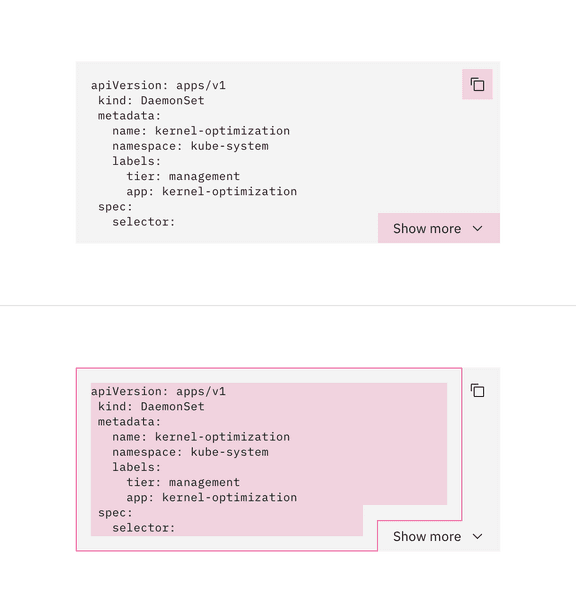 apiVersion: apps/v1
kind: DaemonSet
metadata:
name: kernel-optimization
namespace: kube-system
labels:
tier: management
app: kernel-optimization
spec:
selector:
Show more
apiVersion: apps/v1
kind: DaemonSet
metadata:
name: kernel-optimization
namespace: kube-system
labels:
tier: management
app: kernel-optimization
spec:
selector:
Show more